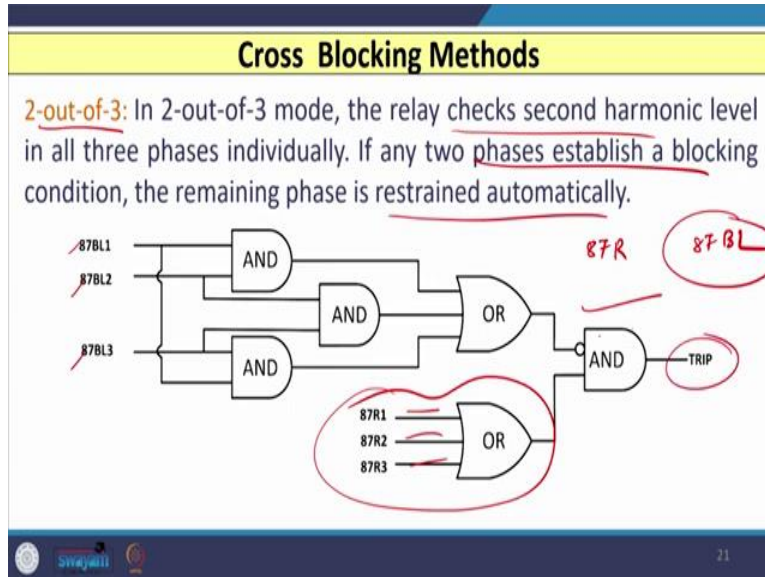 Cross Blocking Methods
2-out-of-3: In 2-out-of-3 mode, the relay checks second harmonic level
in all three phases individually. If any two phases establish a blocking
condition, the remaining phase is restrained automatically.
87BL1
87BL2
87BL3
AND
AND
AND
OR
87R
87BL
AND
TRIP
87R1
87R2
87R3
OR
swayam
21